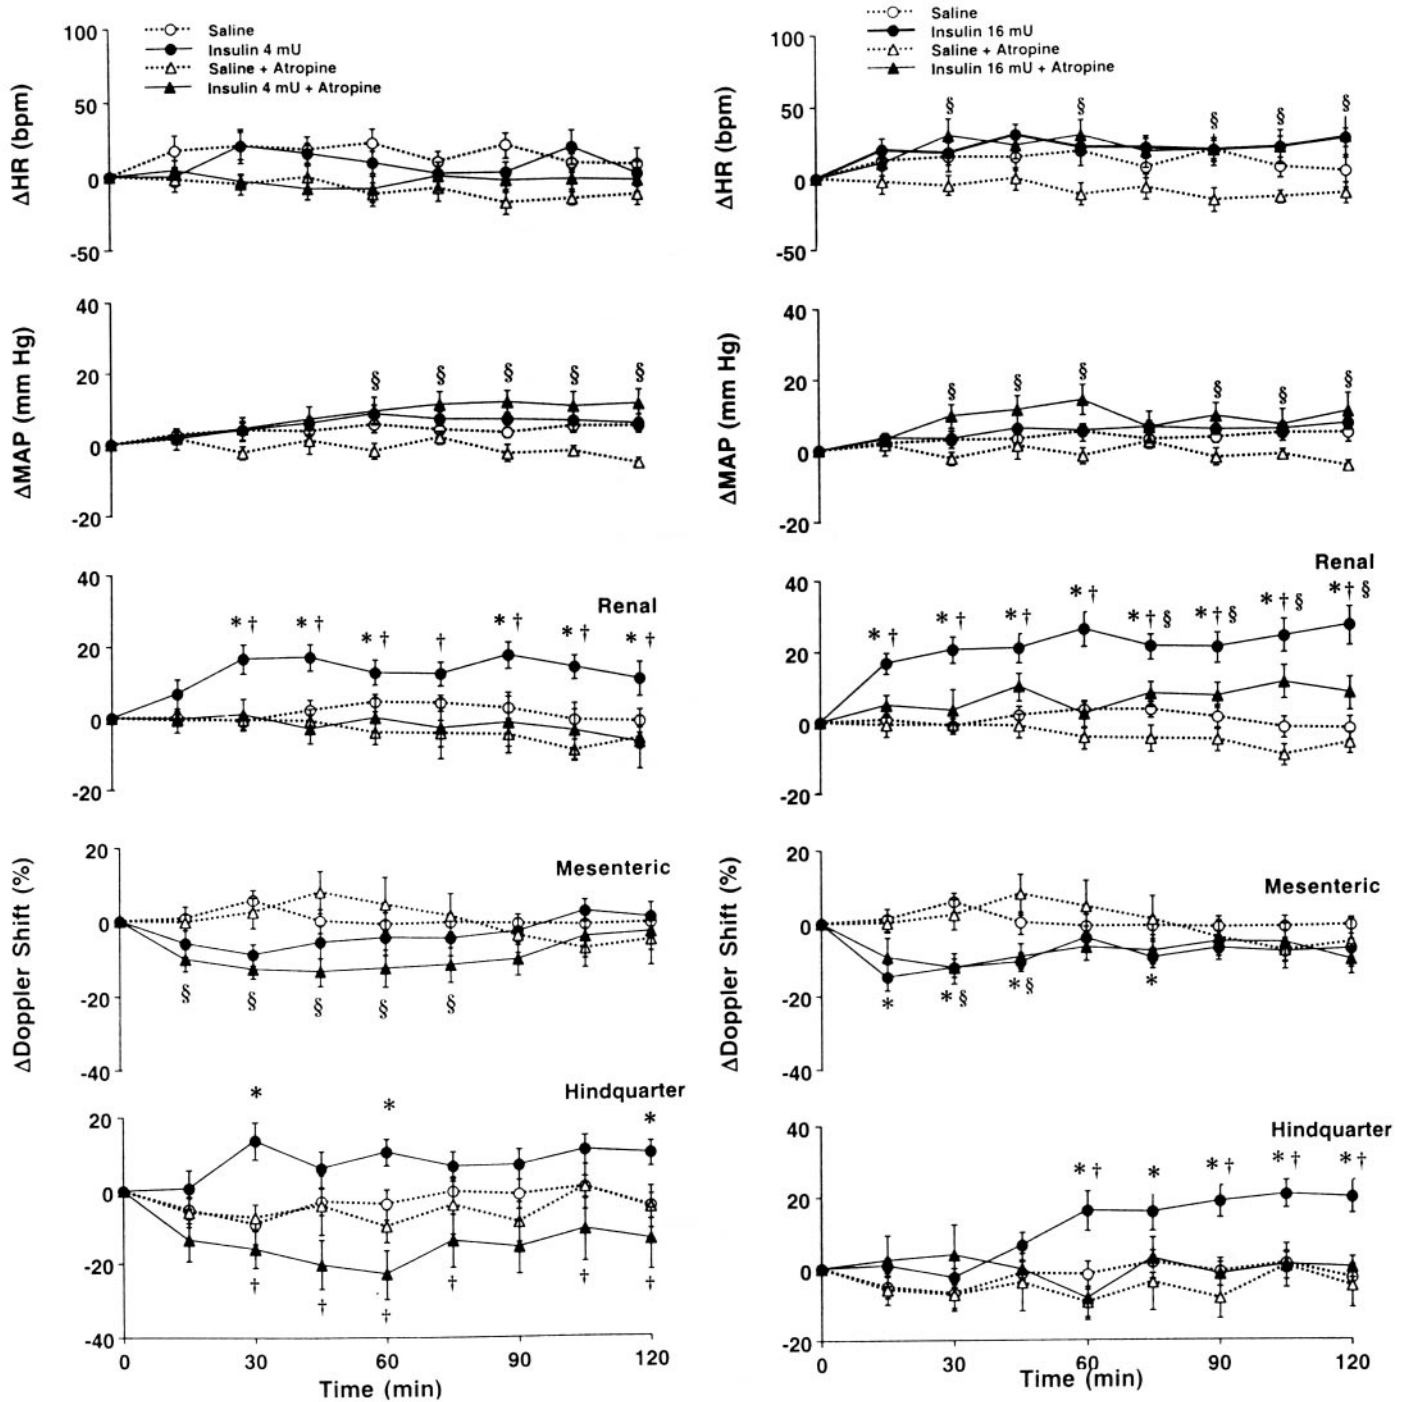 Saline
Insulin 4 mU
Saline + Atropine
Insulin 4 mU + Atropine
ΔHR (bpm)
100
50
0
-50
ΔMAP (mm Hg)
40
20
§ § § § §
0
-20
Renal
40
*† *† *† † *† *† *†
20
0
-20
ΔDoppler Shift (%)
Mesenteric
20
0
-20
§ § § § §
-40
Hindquarter
* * *
20
0
-20
† † † † † †
-40
0 30 60 90 120
Time (min)
Saline
Insulin 16 mU
Saline + Atropine
Insulin 16 mU + Atropine
ΔHR (bpm)
100
§ § § § §
50
0
-50
ΔMAP (mm Hg)
40
20
§ § § § § §
0
-20
Renal
40
*† *† *† *† *†§ *†§ *†§ *†§
20
0
-20
ΔDoppler Shift (%)
Mesenteric
20
0
-20
* *§ *§ *
-40
Hindquarter
40
*† * *† *† *†
20
0
-20
0 30 60 90 120
Time (min)